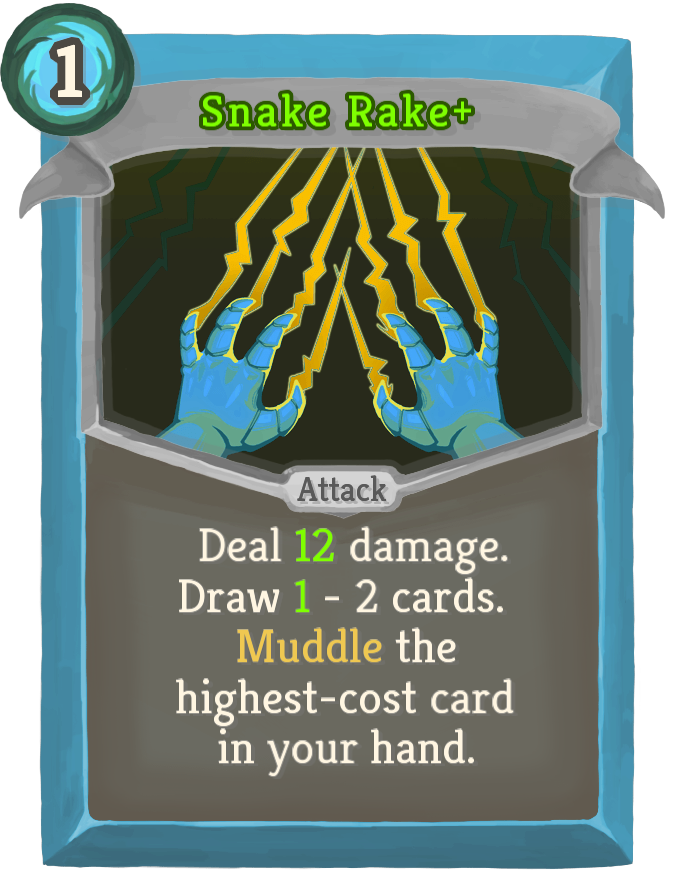 1
Snake Rake+
Attack
Deal 12 damage.
Draw 1 - 2 cards.
Muddle the
highest-cost card
in your hand.